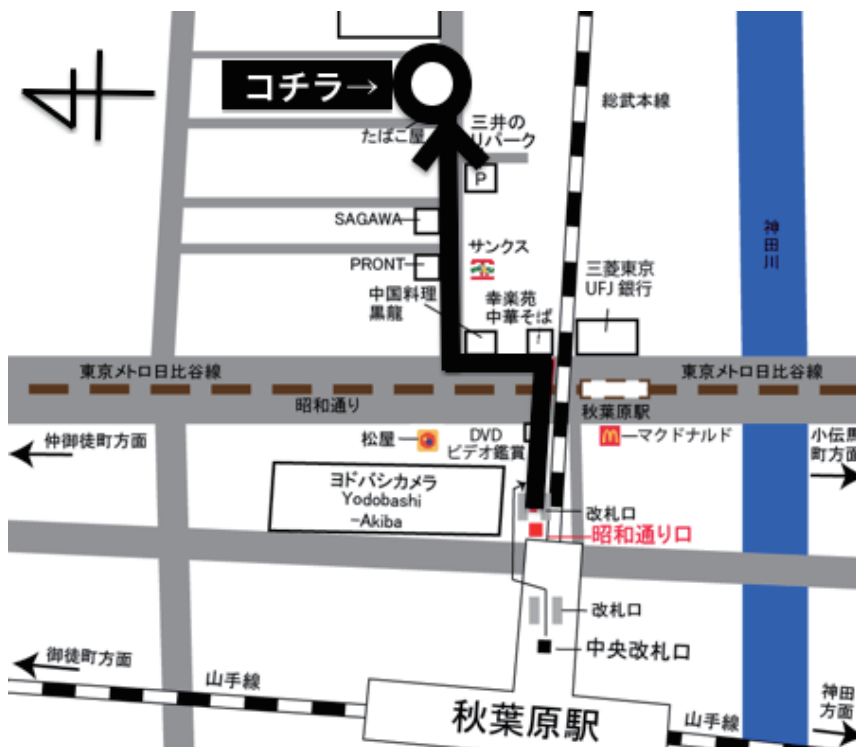 コチラ→
総武本線
たばこ屋
三井の
リパーク
P
SAGAWA
サンクス
神田川
PRONT
三菱東京
UFJ 銀行
中国料理
黒龍
幸楽苑
中華そば
東京メトロ日比谷線
東京メトロ日比谷線
昭和通り
秋葉原駅
仲御徒町方面
松屋
DVD
ビデオ鑑賞
マクドナルド
小伝馬
町方面
ヨドバシカメラ
Yodobashi
-Akiba
改札口
昭和通り口
改札口
中央改札口
御徒町方面
山手線
秋葉原駅
山手線
神田
方面